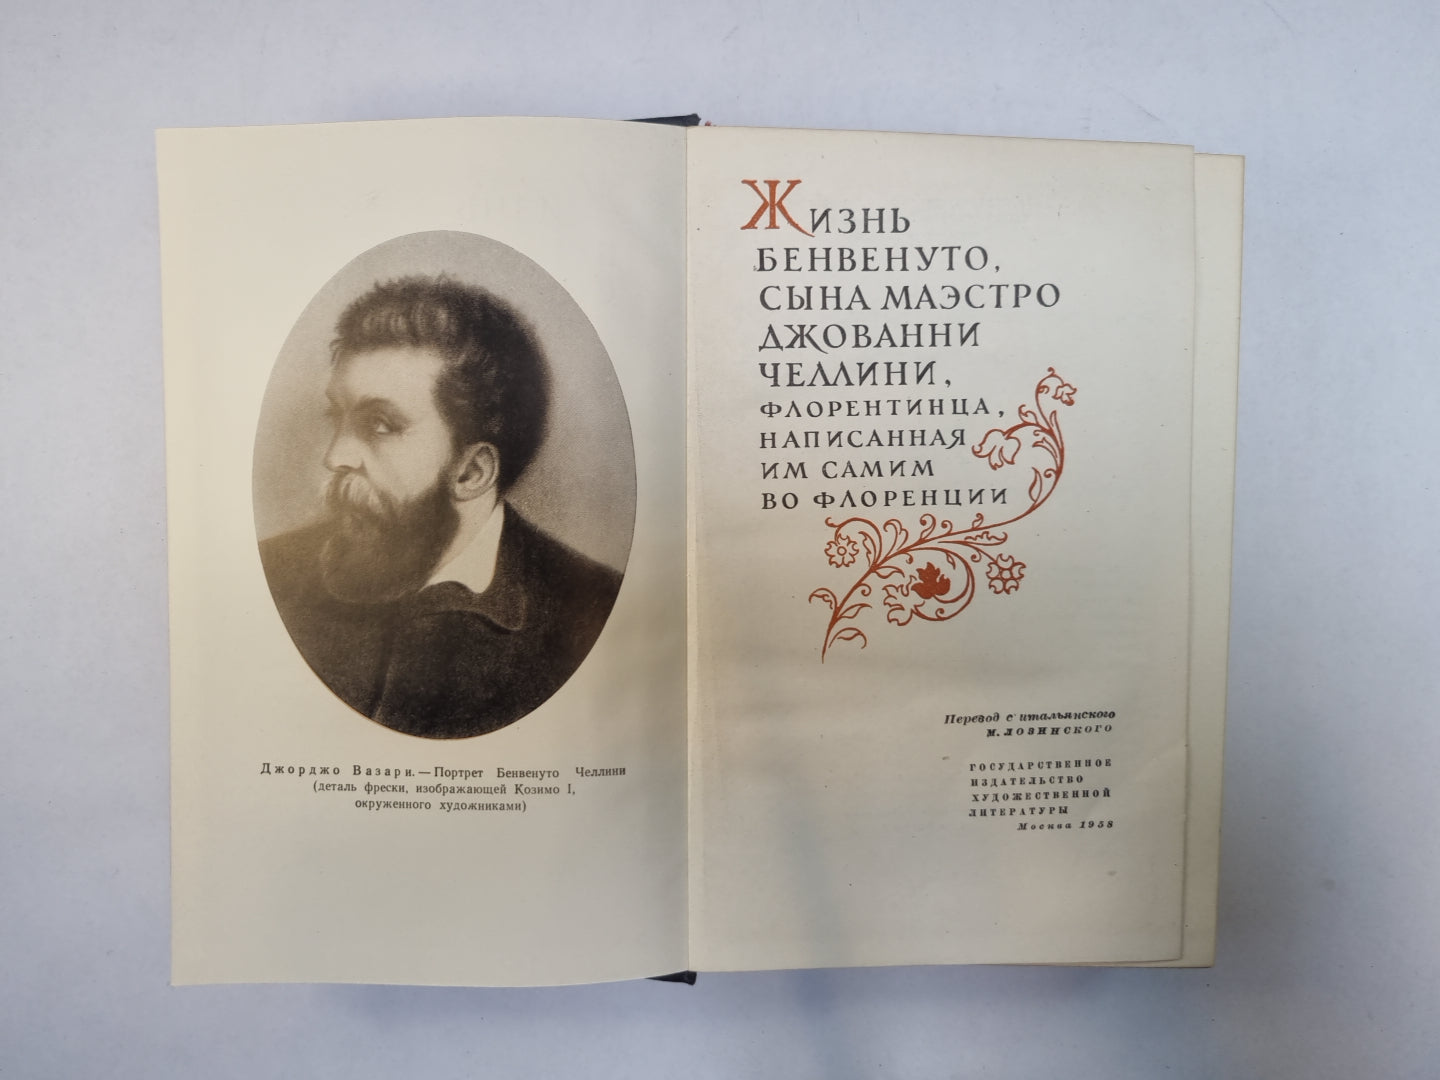 Джорджо Вазари. — Портрет Бенвенуто Челлини
(деталь фрески, изображающей Козимо I,
окруженного художниками)
ЖИЗНЬ
БЕНВЕНУТО,
СЫНА МАЭСТРО
ДЖОВАННИ
ЧЕЛЛИНИ,
ФЛОРЕНТИНЦА,
НАПИСАННАЯ
ИМ САМИМ
ВО ФЛОРЕНЦИИ
Перевод с итальянского
М. ЛОЗИНСКОГО
ГОСУДАРСТВЕННОЕ
ИЗДАТЕЛЬСТВО
ХУДОЖЕСТВЕННОЙ
ЛИТЕРАТУРЫ
Москва 1958